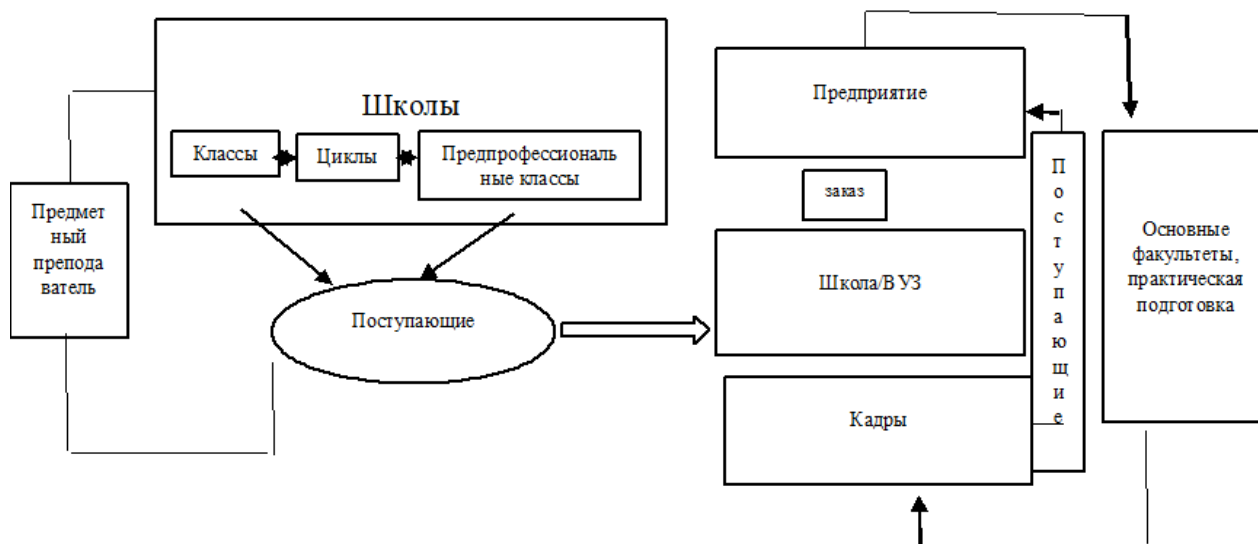 Школы
Классы
Циклы
Предпрофессиональ
ные классы
Предмет
ный
препода
ватель
Поступающие
Предприятие
заказ
Школа/ВУЗ
Кадры
П
о
с
т
у
п
а
ю
щ
и
е
Основные
факультеты,
практическая
подготовка